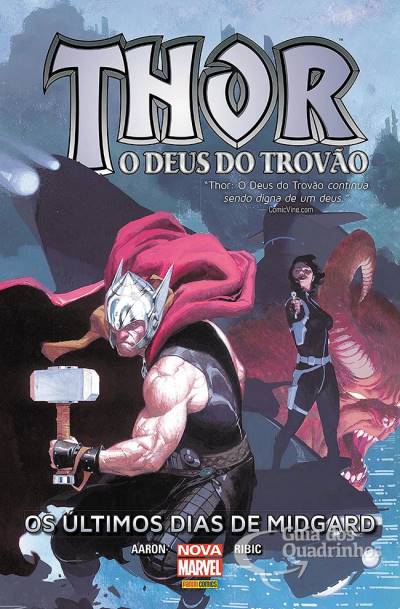 THOR
O DEUS DO TROVÃO
"Thor: O Deus do Trovão continua
sendo digna de um deus."
— ComicVine.com
OS ÚLTIMOS DIAS DE MIDGARD
AARON NOVA MARVEL RIBIC
PANINI COMICS
Guia dos
Quadrinhos